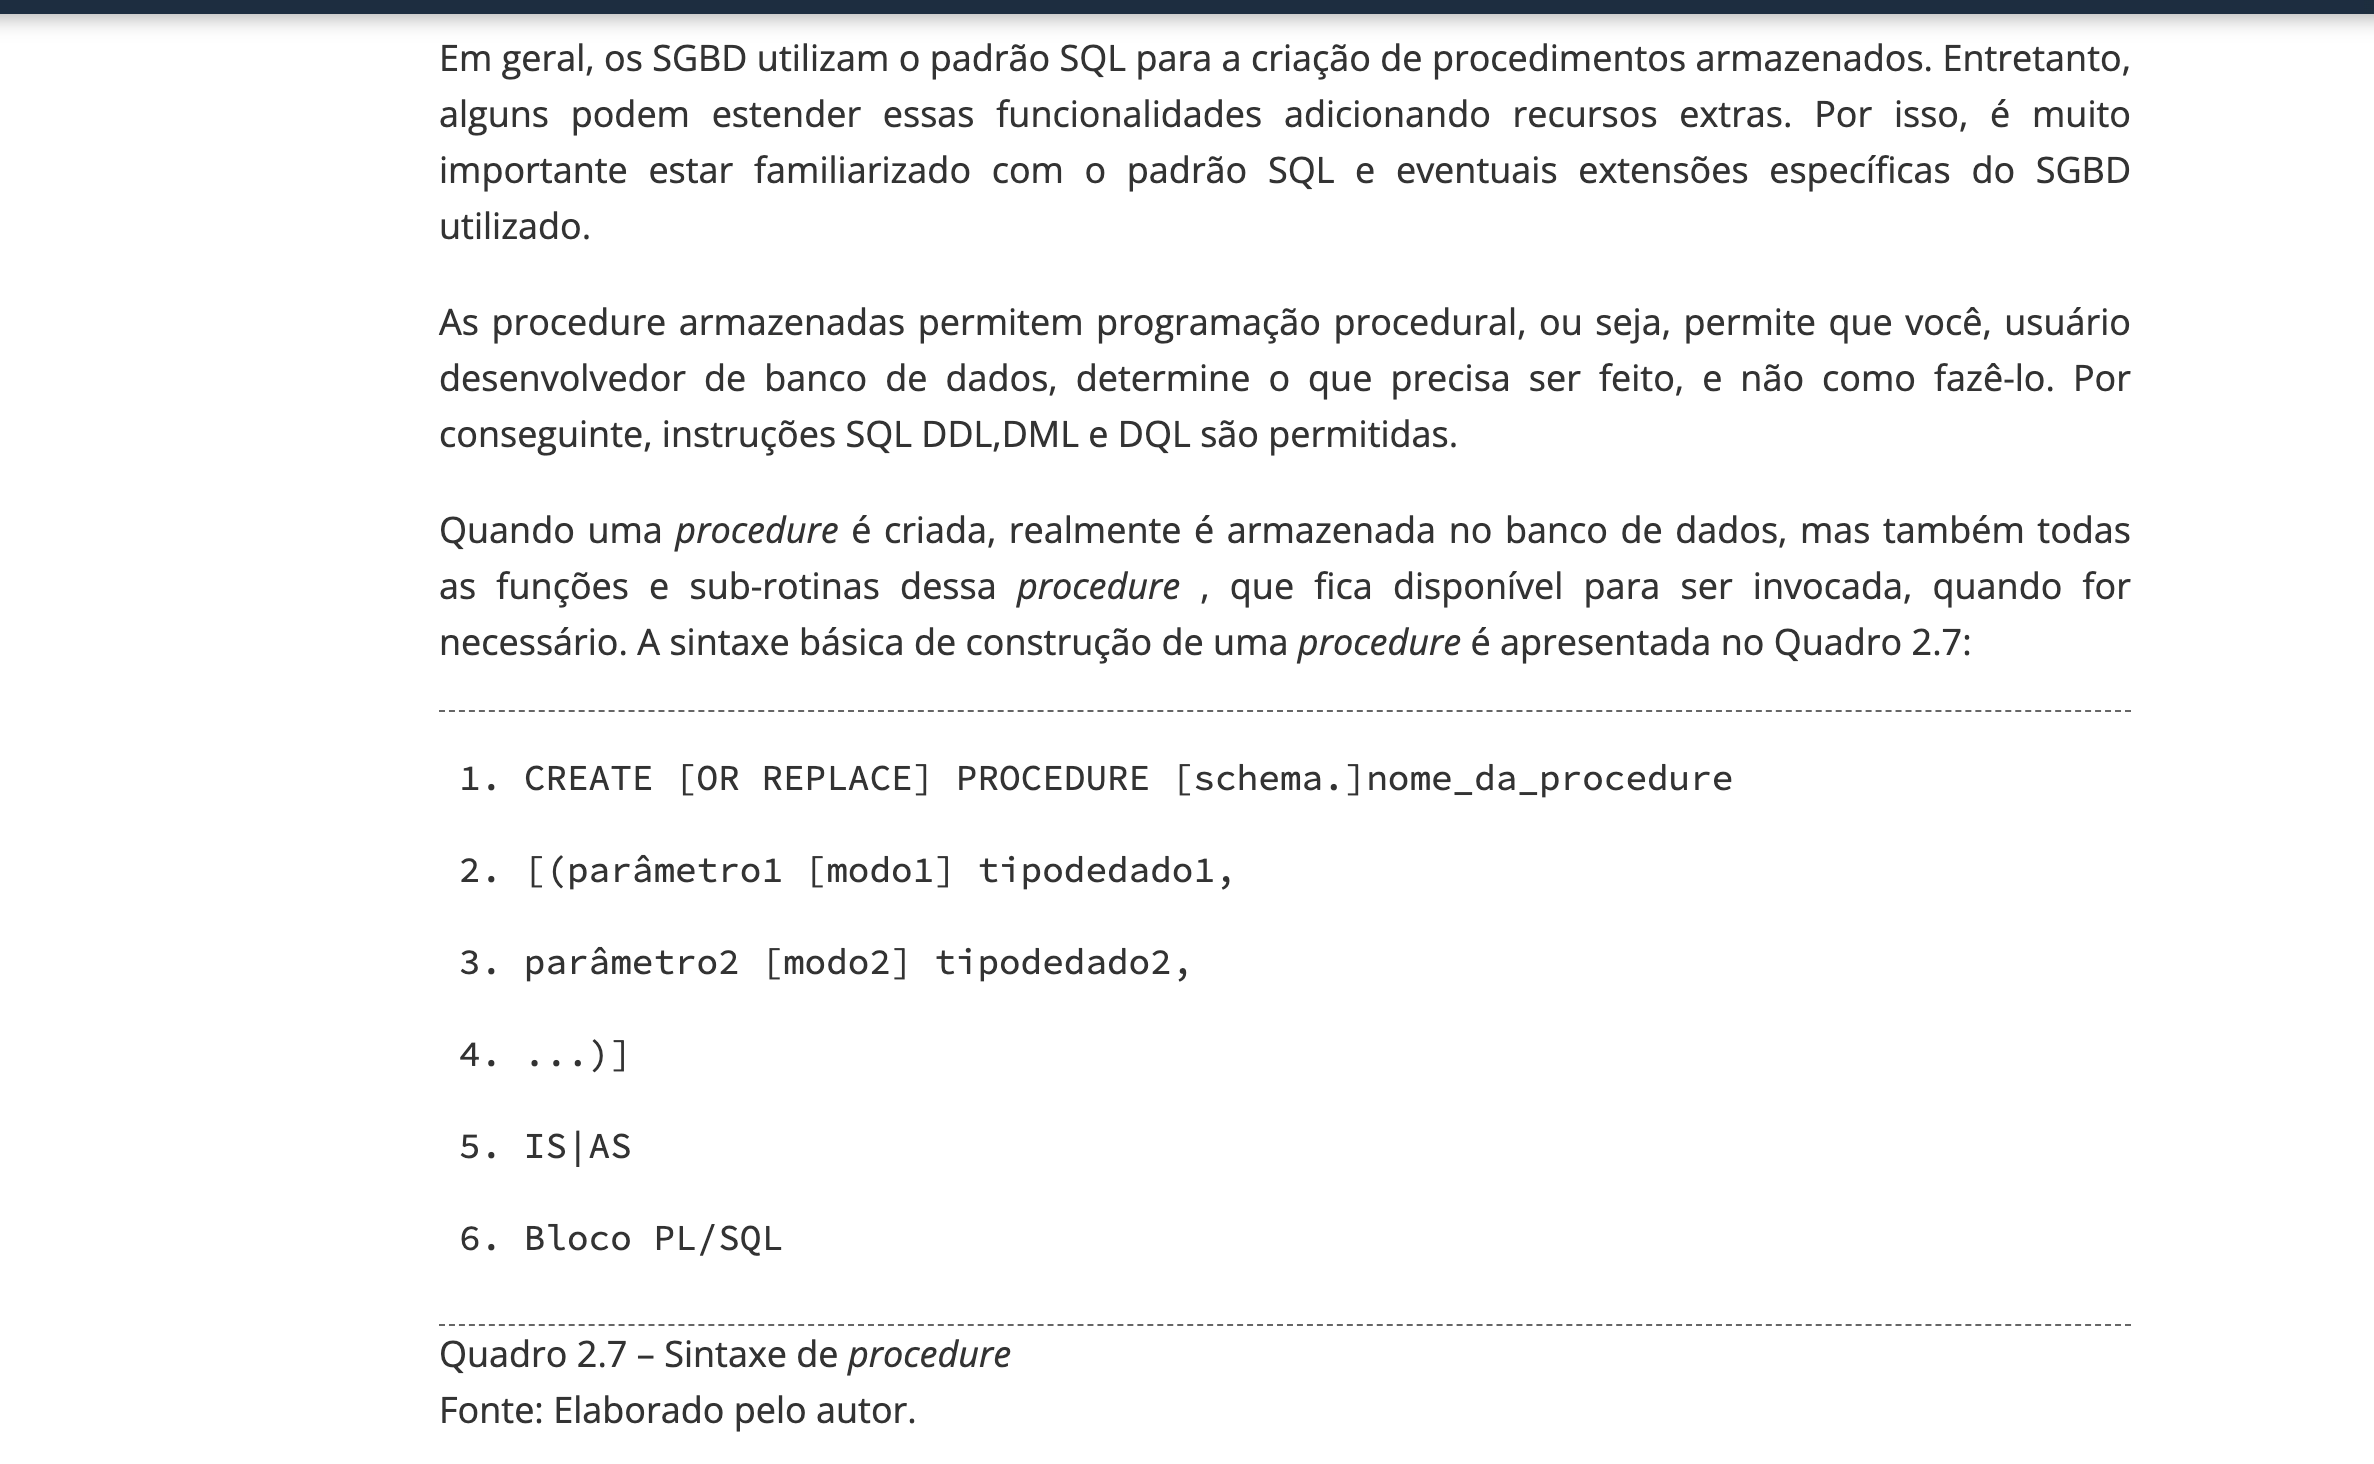 Em geral, os SGBD utilizam o padrão SQL para a criação de procedimentos armazenados. Entretanto,
alguns podem estender essas funcionalidades adicionando recursos extras. Por isso, é muito
importante estar familiarizado com o padrão SQL e eventuais extensões específicas do SGBD
utilizado.
As procedure armazenadas permitem programação procedural, ou seja, permite que você, usuário
desenvolvedor de banco de dados, determine o que precisa ser feito, e não como fazê-lo. Por
conseguinte, instruções SQL DDL,DML e DQL são permitidas.
Quando uma procedure é criada, realmente é armazenada no banco de dados, mas também todas
as funções e sub-rotinas dessa procedure , que fica disponível para ser invocada, quando for
necessário. A sintaxe básica de construção de uma procedure é apresentada no Quadro 2.7:
1. CREATE [OR REPLACE] PROCEDURE [schema.]nome_da_procedure
2. [(parâmetro1 [modo1] tipodedado1,
3. parâmetro2 [modo2] tipodedado2,
4. ...)]
5. IS|AS
6. Bloco PL/SQL
Quadro 2.7 – Sintaxe de procedure
Fonte: Elaborado pelo autor.